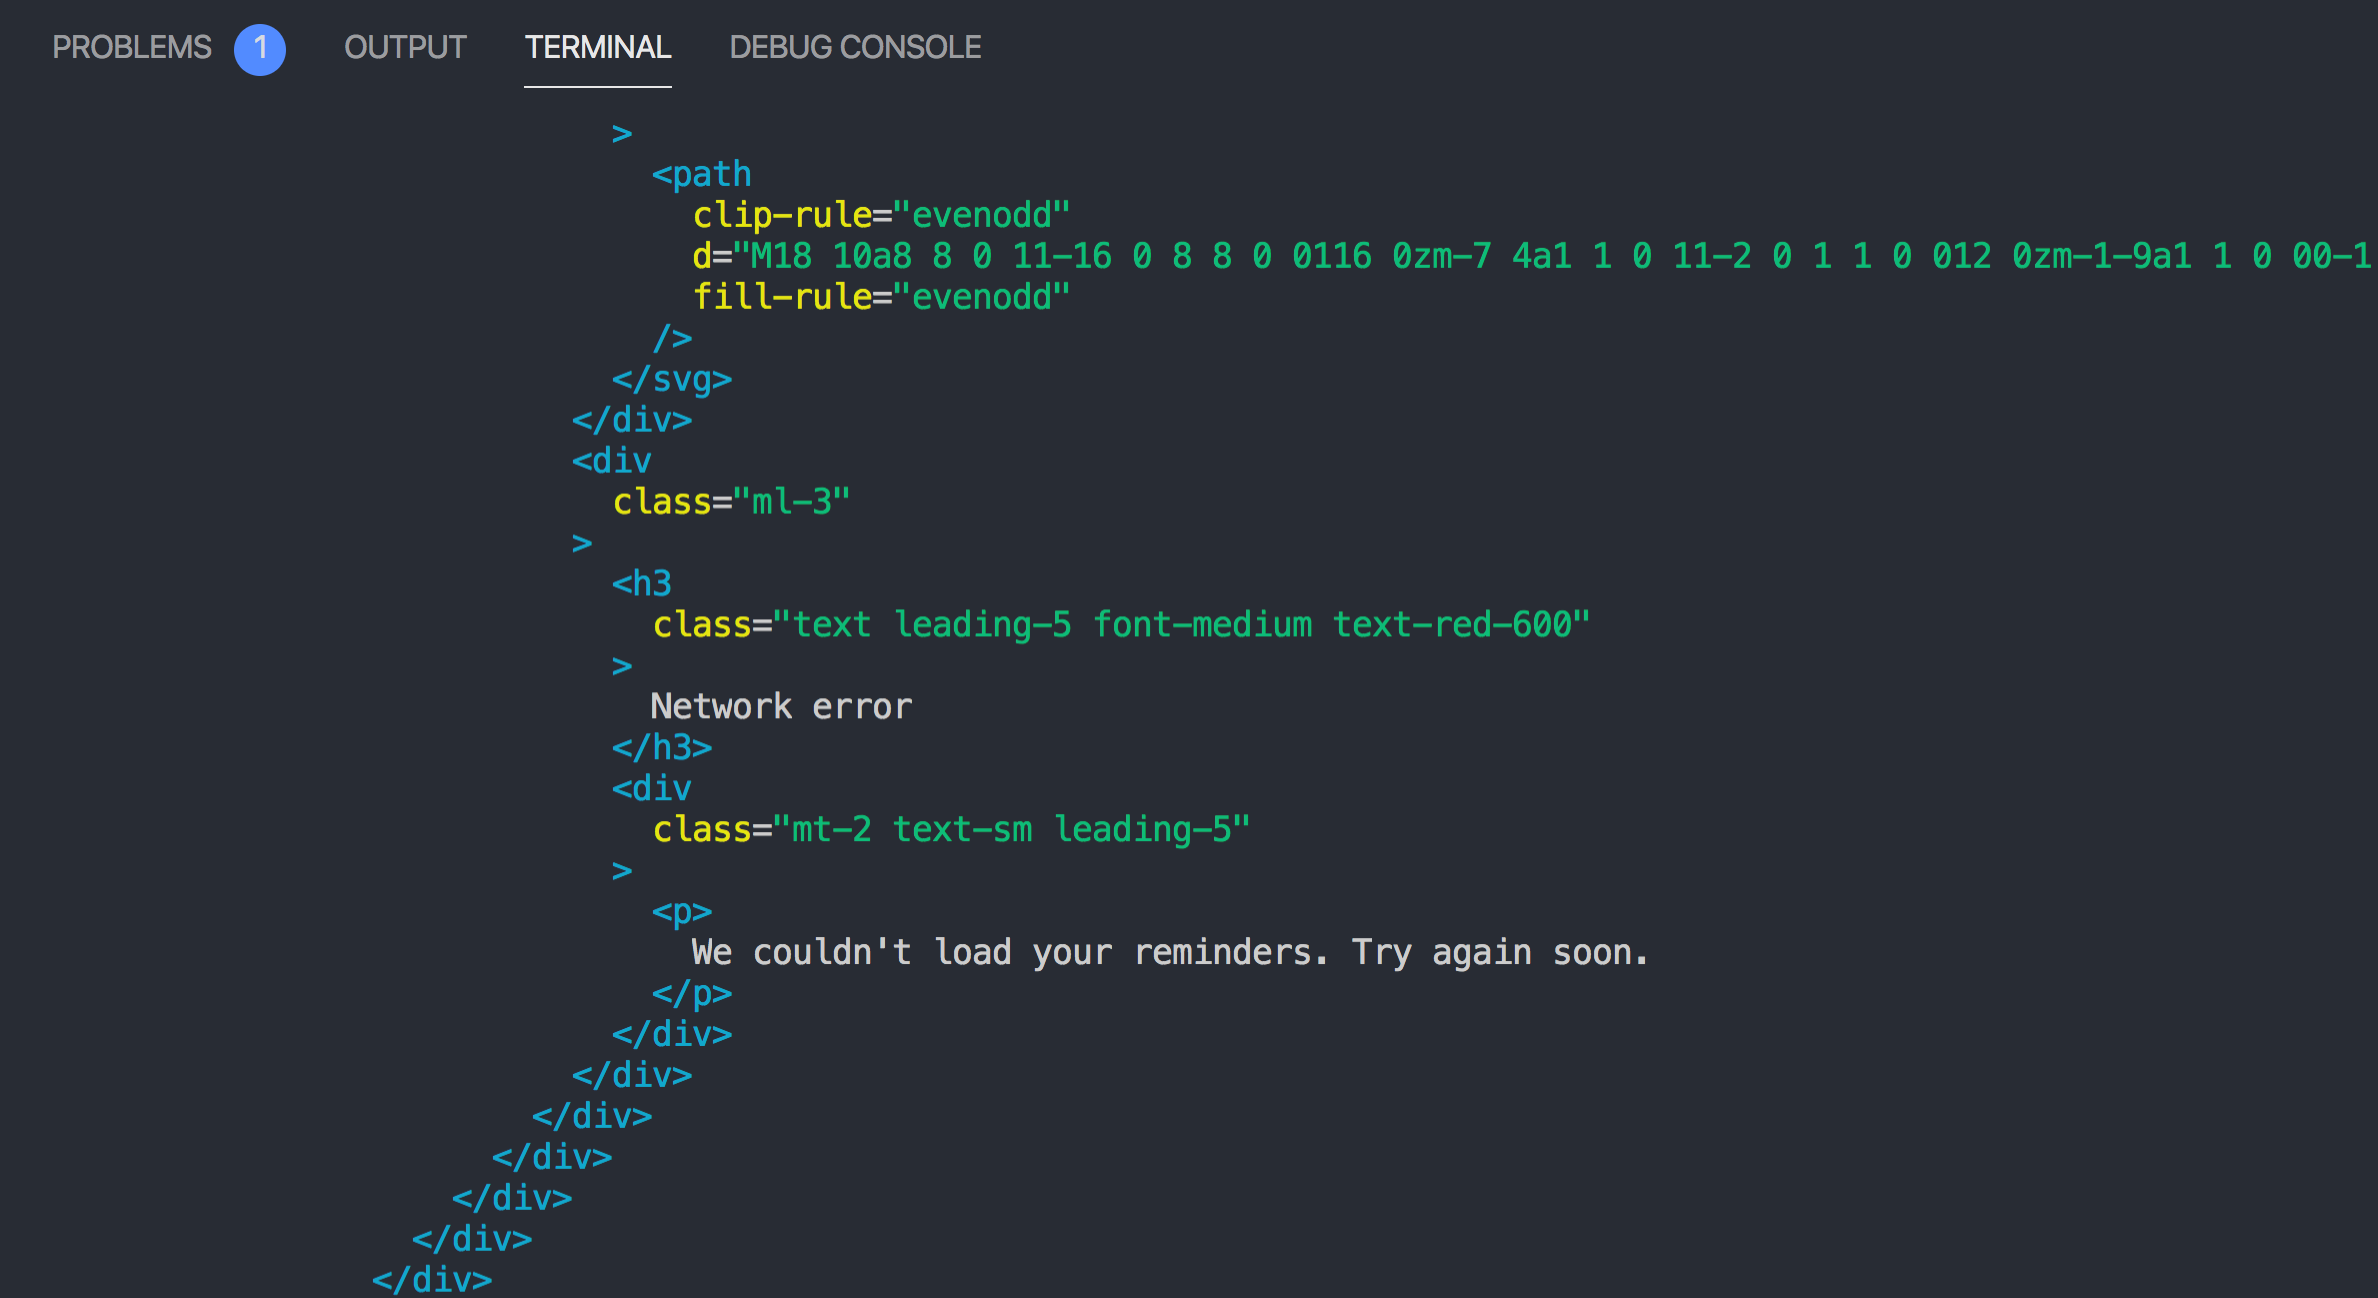 PROBLEMS 1 OUTPUT TERMINAL DEBUG CONSOLE
>
<path
clip-rule="evenodd"
d="M18 10a8 8 0 11-16 0 8 8 0 0116 0zm-7 4a1 1 0 11-2 0 1 1 0 012 0zm-1-9a1 1 0 00-1
fill-rule="evenodd"
/>
</svg>
</div>
<div
class="ml-3"
>
<h3
class="text leading-5 font-medium text-red-600"
>
Network error
</h3>
<div
class="mt-2 text-sm leading-5"
>
<p>
We couldn't load your reminders. Try again soon.
</p>
</div>
</div>
</div>
</div>
</div>
</div>
</div>